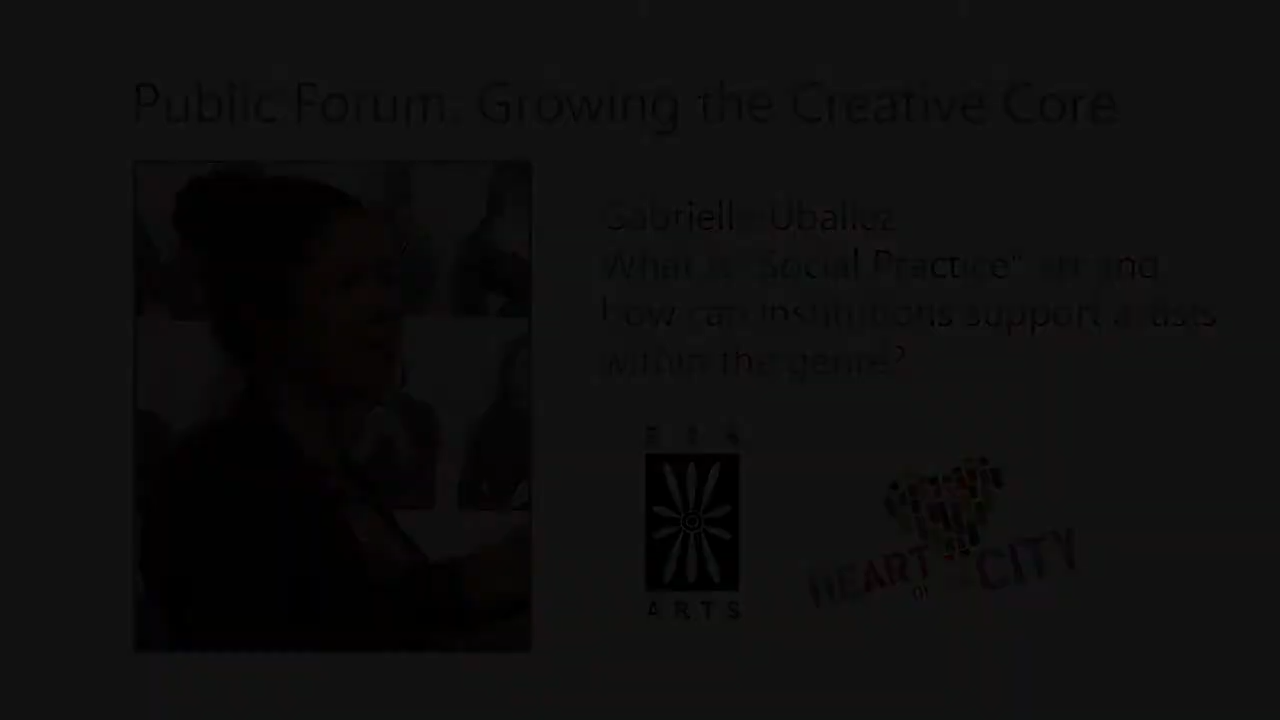 Public Forum: Growing the Creative Core
Gabrielle Uballez
What is "Social Practice" art and
how can institutions support artists
within the genre?
ARTS
HEART
OF
CITY